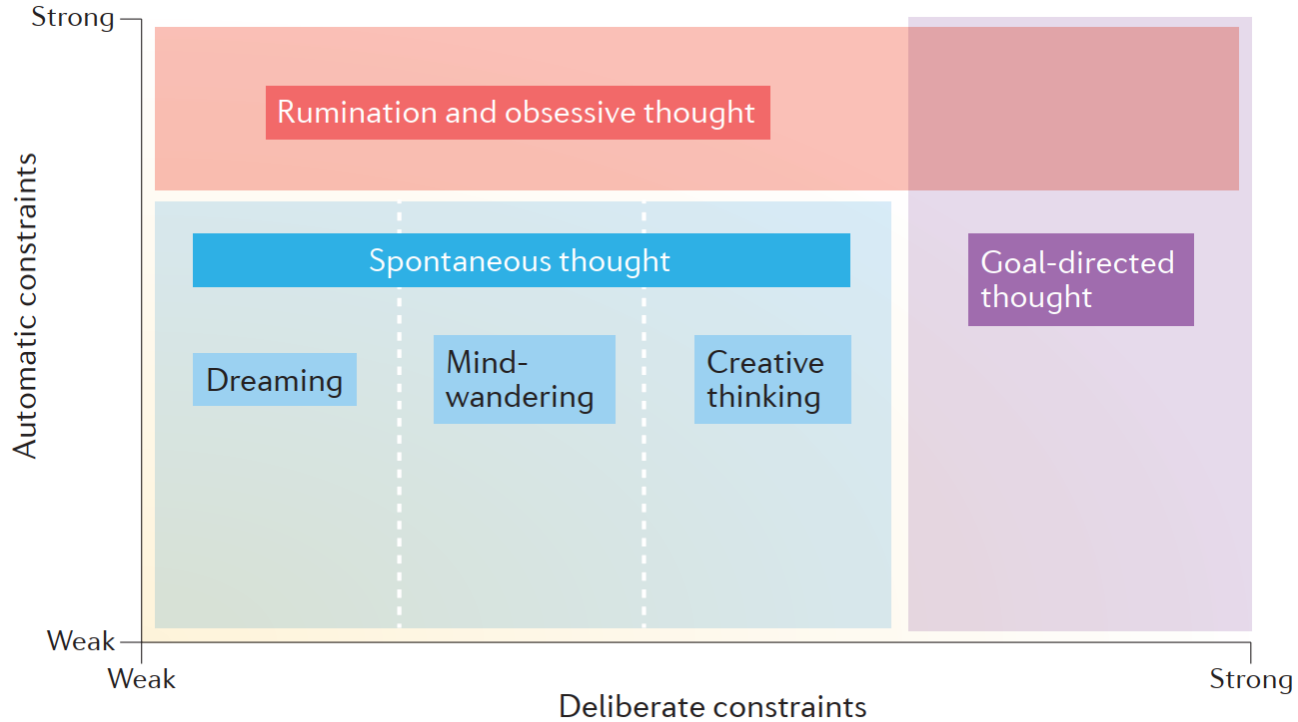 Strong
Rumination and obsessive thought
Automatic constraints
Spontaneous thought
Goal-directed
thought
Dreaming
Mind-
wandering
Creative
thinking
Weak
Weak
Strong
Deliberate constraints